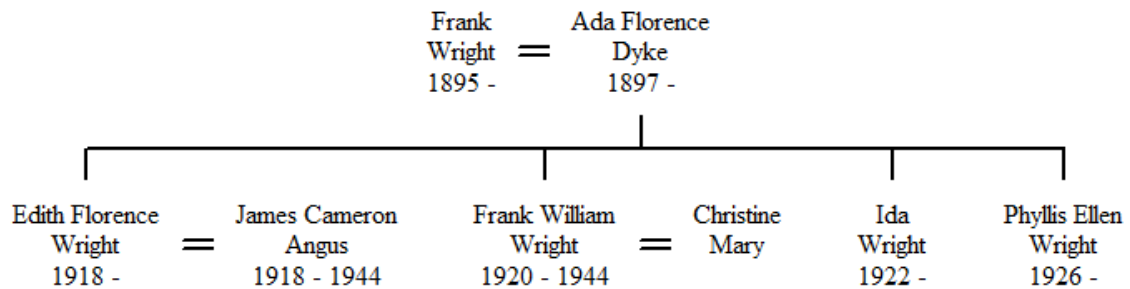 Frank
Wright
1895 -
Ada Florence
Dyke
1897 -
Edith Florence
Wright
1918 -
James Cameron
Angus
1918 - 1944
Frank William
Wright
1920 - 1944
Christine
Mary
Ida
Wright
1922 -
Phyllis Ellen
Wright
1926 -